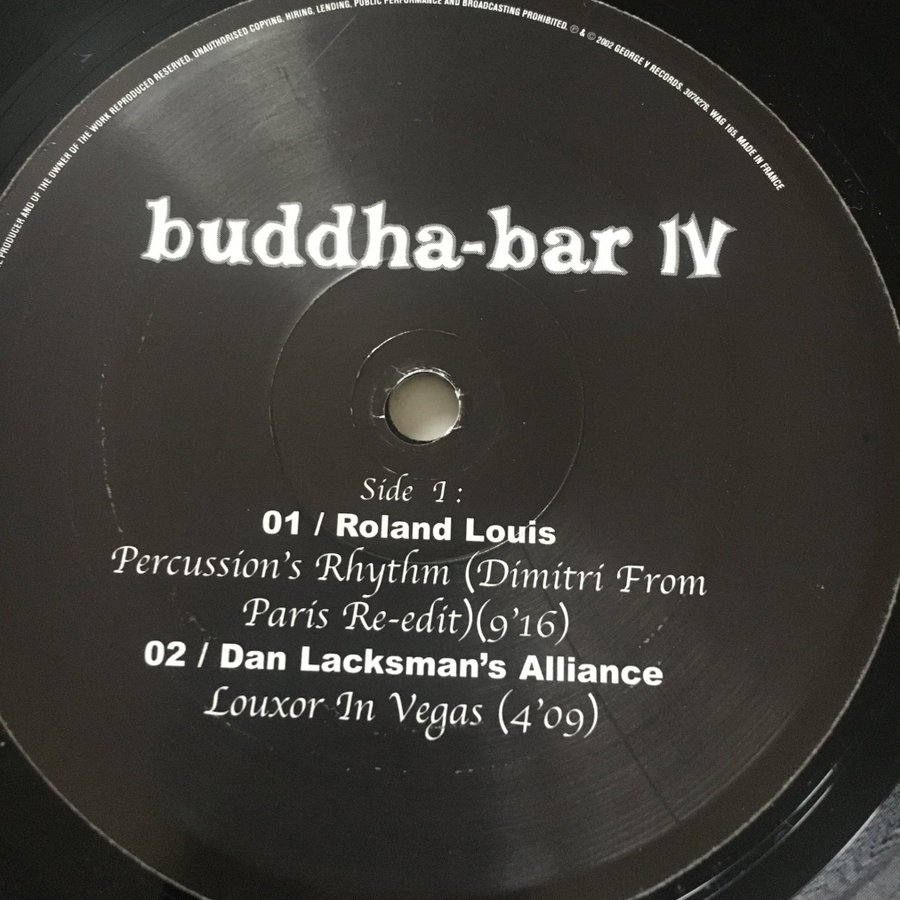 PRODUCER AND OF THE OWNER OF THE WORK REPRODUCED RESERVED. UNAUTHORISED COPYING, HIRING, LENDING, PUBLIC PERFORMANCE AND BROADCASTING PROHIBITED. ℗ & © 2002 GEORGE V RECORDS. 3074276. WAG 165. MADE IN FRANCE
buddha-bar IV
Side I :
01 / Roland Louis
Percussion's Rhythm (Dimitri From
Paris Re-edit)(9'16)
02 / Dan Lacksman's Alliance
Louxor In Vegas (4'09)